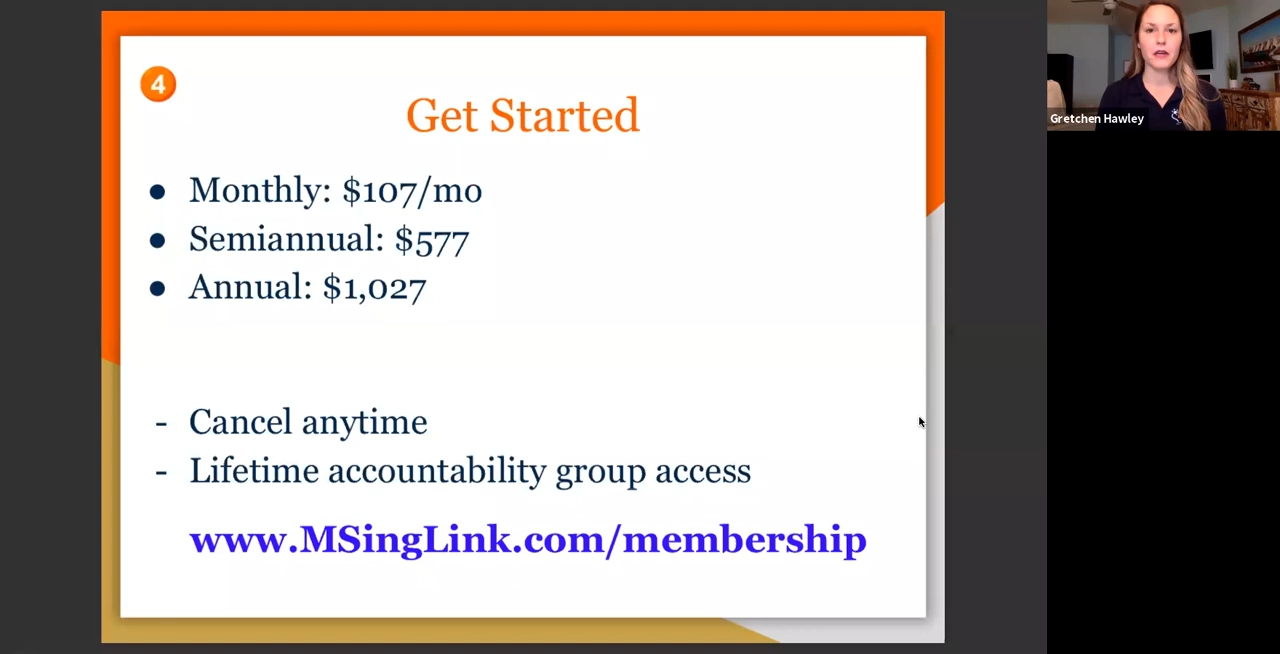 4
Get Started
● Monthly: $107/mo
● Semiannual: $577
● Annual: $1,027
- Cancel anytime
- Lifetime accountability group access
www.MSingLink.com/membership
Gretchen Hawley